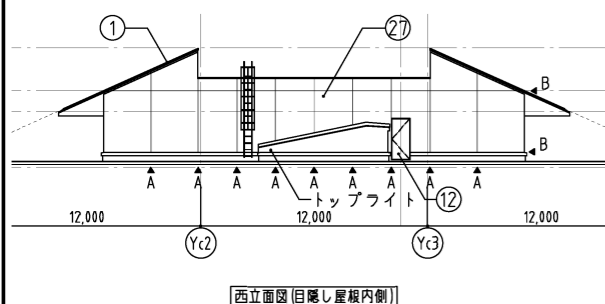 1
27
B
B
A A A A A A A A A
トップライト
12
12,000 12,000 12,000
Yc2 Yc3
西立面図(目隠し屋根内側)